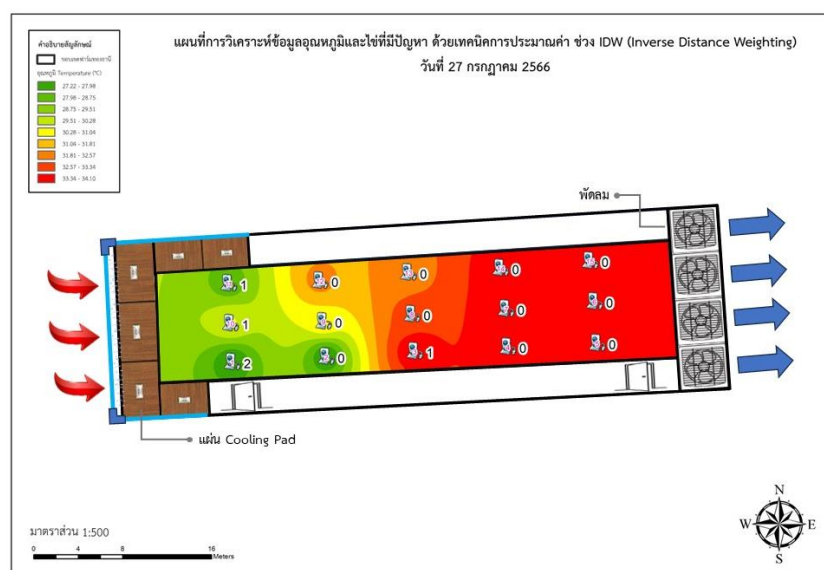 แผนที่การวิเคราะห์ข้อมูลอุณหภูมิและไข่ที่มีปัญหา ด้วยเทคนิคการประมาณค่า ช่วง IDW (Inverse Distance Weighting)
วันที่ 27 กรกฎาคม 2566
คำอธิบายสัญลักษณ์
อุณหภูมิ Temperature (°C)
27.22 - 27.98
27.98 - 28.75
28.75 - 29.51
29.51 - 30.28
30.28 - 31.04
31.04 - 31.81
31.81 - 32.57
32.57 - 33.34
33.34 - 34.10
พัดลม
1 0 0 0 0
1 0 0 0 0
2 0 1 0 0
แผ่น Cooling Pad
มาตราส่วน 1:500
0 4 8 16
Meters
N
W E
S